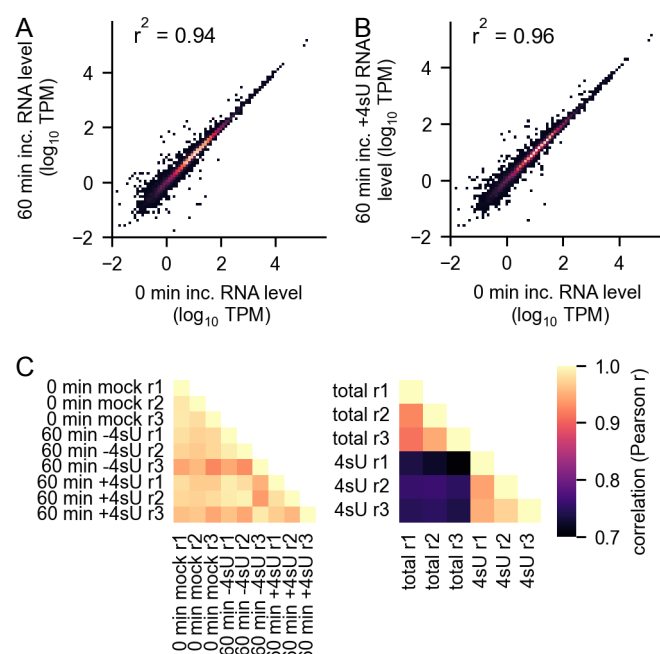 A
r² = 0.94
60 min inc. RNA level
(log₁₀ TPM)
4
2
0
−2
−2 0 2 4
0 min inc. RNA level
(log₁₀ TPM)
B
r² = 0.96
60 min inc. +4sU RNA
level (log₁₀ TPM)
4
2
0
−2
−2 0 2 4
0 min inc. RNA level
(log₁₀ TPM)
C
0 min mock r1
0 min mock r2
0 min mock r3
60 min -4sU r1
60 min -4sU r2
60 min -4sU r3
60 min +4sU r1
60 min +4sU r2
60 min +4sU r3
0 min mock r1
0 min mock r2
0 min mock r3
60 min -4sU r1
60 min -4sU r2
60 min -4sU r3
60 min +4sU r1
60 min +4sU r2
60 min +4sU r3
total r1
total r2
total r3
4sU r1
4sU r2
4sU r3
total r1
total r2
total r3
4sU r1
4sU r2
4sU r3
1.0
0.9
0.8
0.7
correlation (Pearson r)